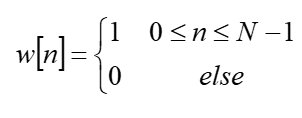 w[n] = { 1   0 ≤ n ≤ N −1
0   else